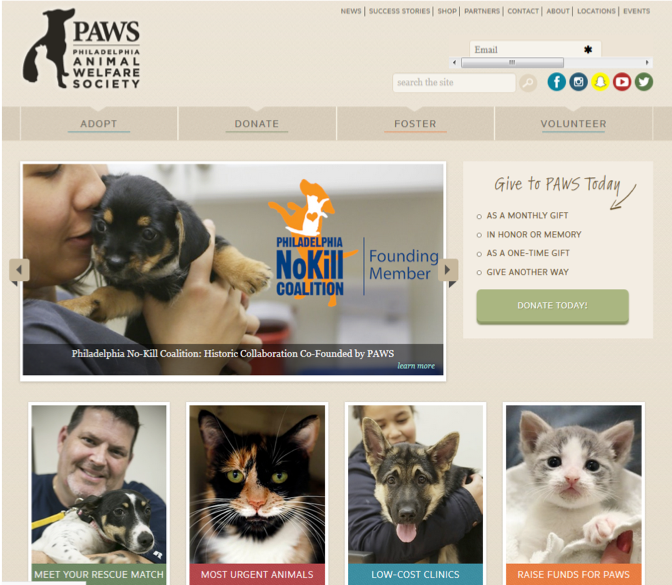 PAWS
PHILADELPHIA
ANIMAL
WELFARE
SOCIETY
NEWS | SUCCESS STORIES | SHOP | PARTNERS | CONTACT | ABOUT | LOCATIONS | EVENTS
Email *
search the site
ADOPT DONATE FOSTER VOLUNTEER
PHILADELPHIA
NoKill
COALITION
Founding
Member
Philadelphia No-Kill Coalition: Historic Collaboration Co-Founded by PAWS
learn more
Give to PAWS Today
AS A MONTHLY GIFT
IN HONOR OR MEMORY
AS A ONE-TIME GIFT
GIVE ANOTHER WAY
DONATE TODAY!
MEET YOUR RESCUE MATCH
MOST URGENT ANIMALS
LOW-COST CLINICS
RAISE FUNDS FOR PAWS